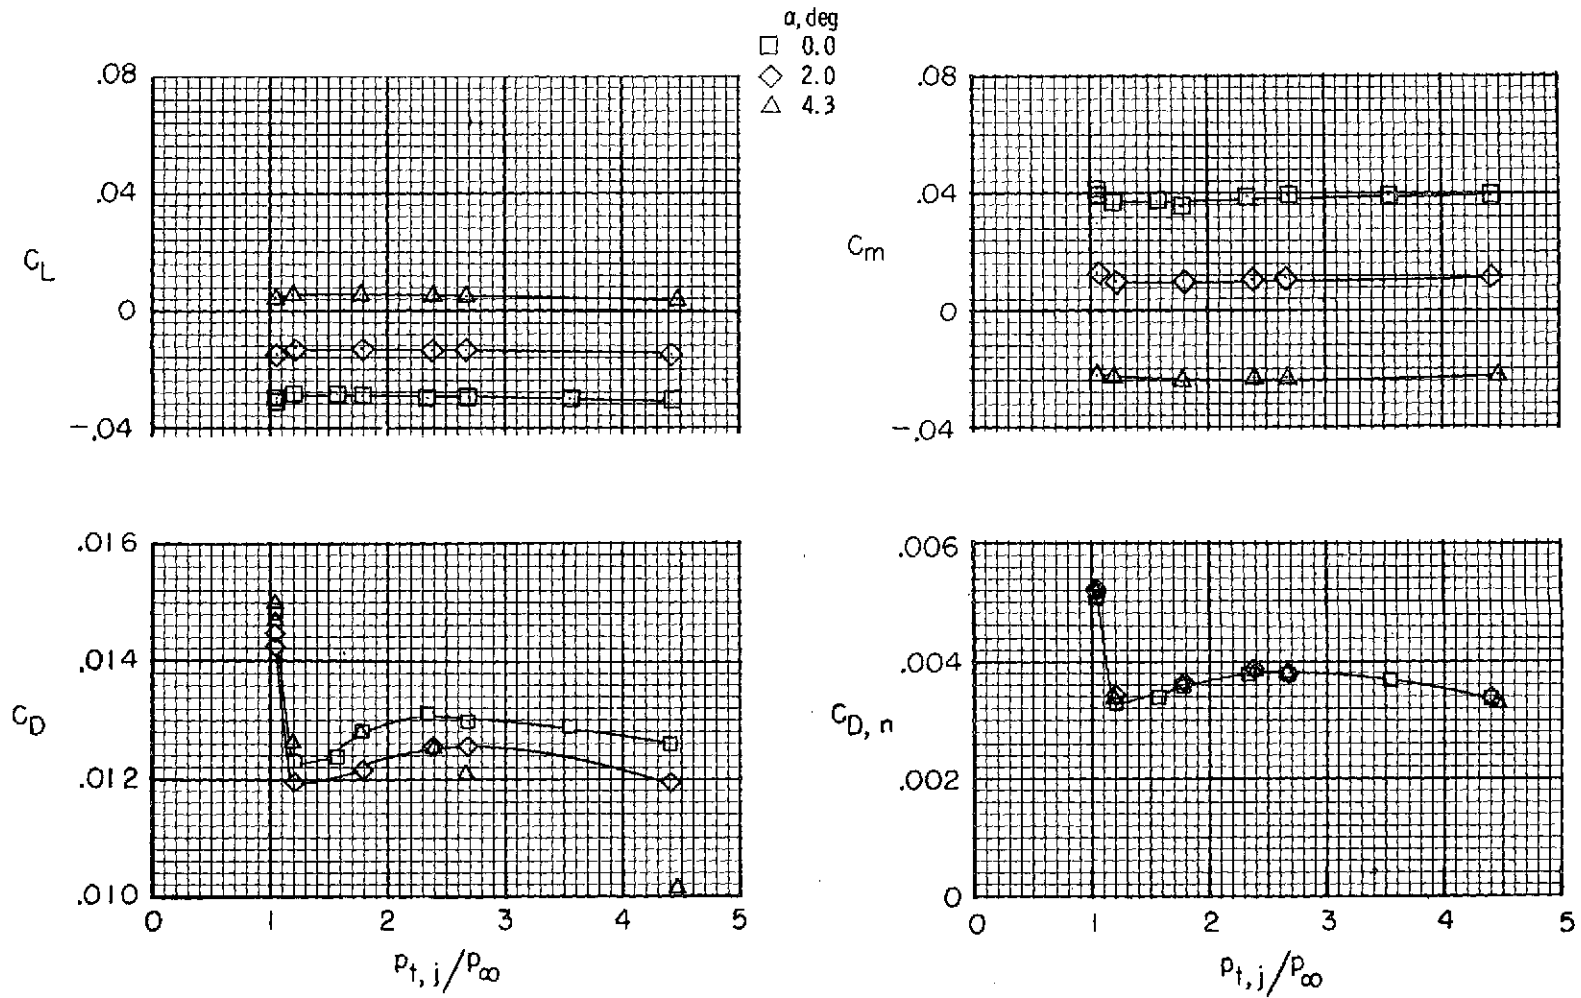 α, deg
□ 0.0
◇ 2.0
△ 4.3
.08
.04
0
-.04
C_L
.08
.04
0
-.04
C_m
.016
.014
.012
.010
C_D
0 1 2 3 4 5
p_t, j/p_∞
.006
.004
.002
0
C_D, n
0 1 2 3 4 5
p_t, j/p_∞